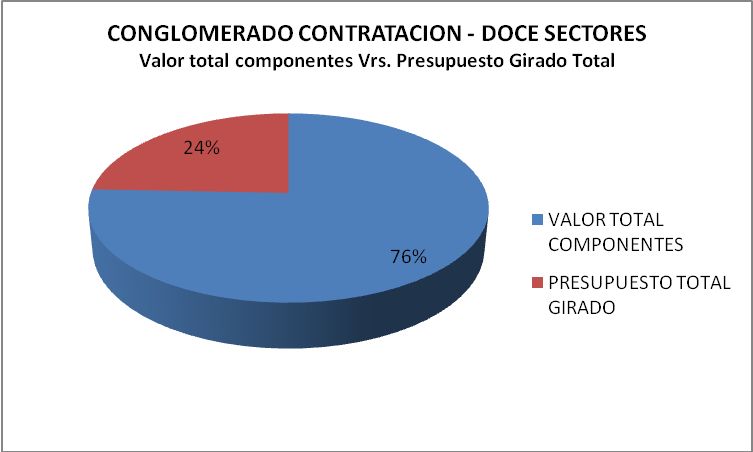 CONGLOMERADO CONTRATACION - DOCE SECTORES
Valor total componentes Vrs. Presupuesto Girado Total
24%
76%
VALOR TOTAL
COMPONENTES
PRESUPUESTO TOTAL
GIRADO